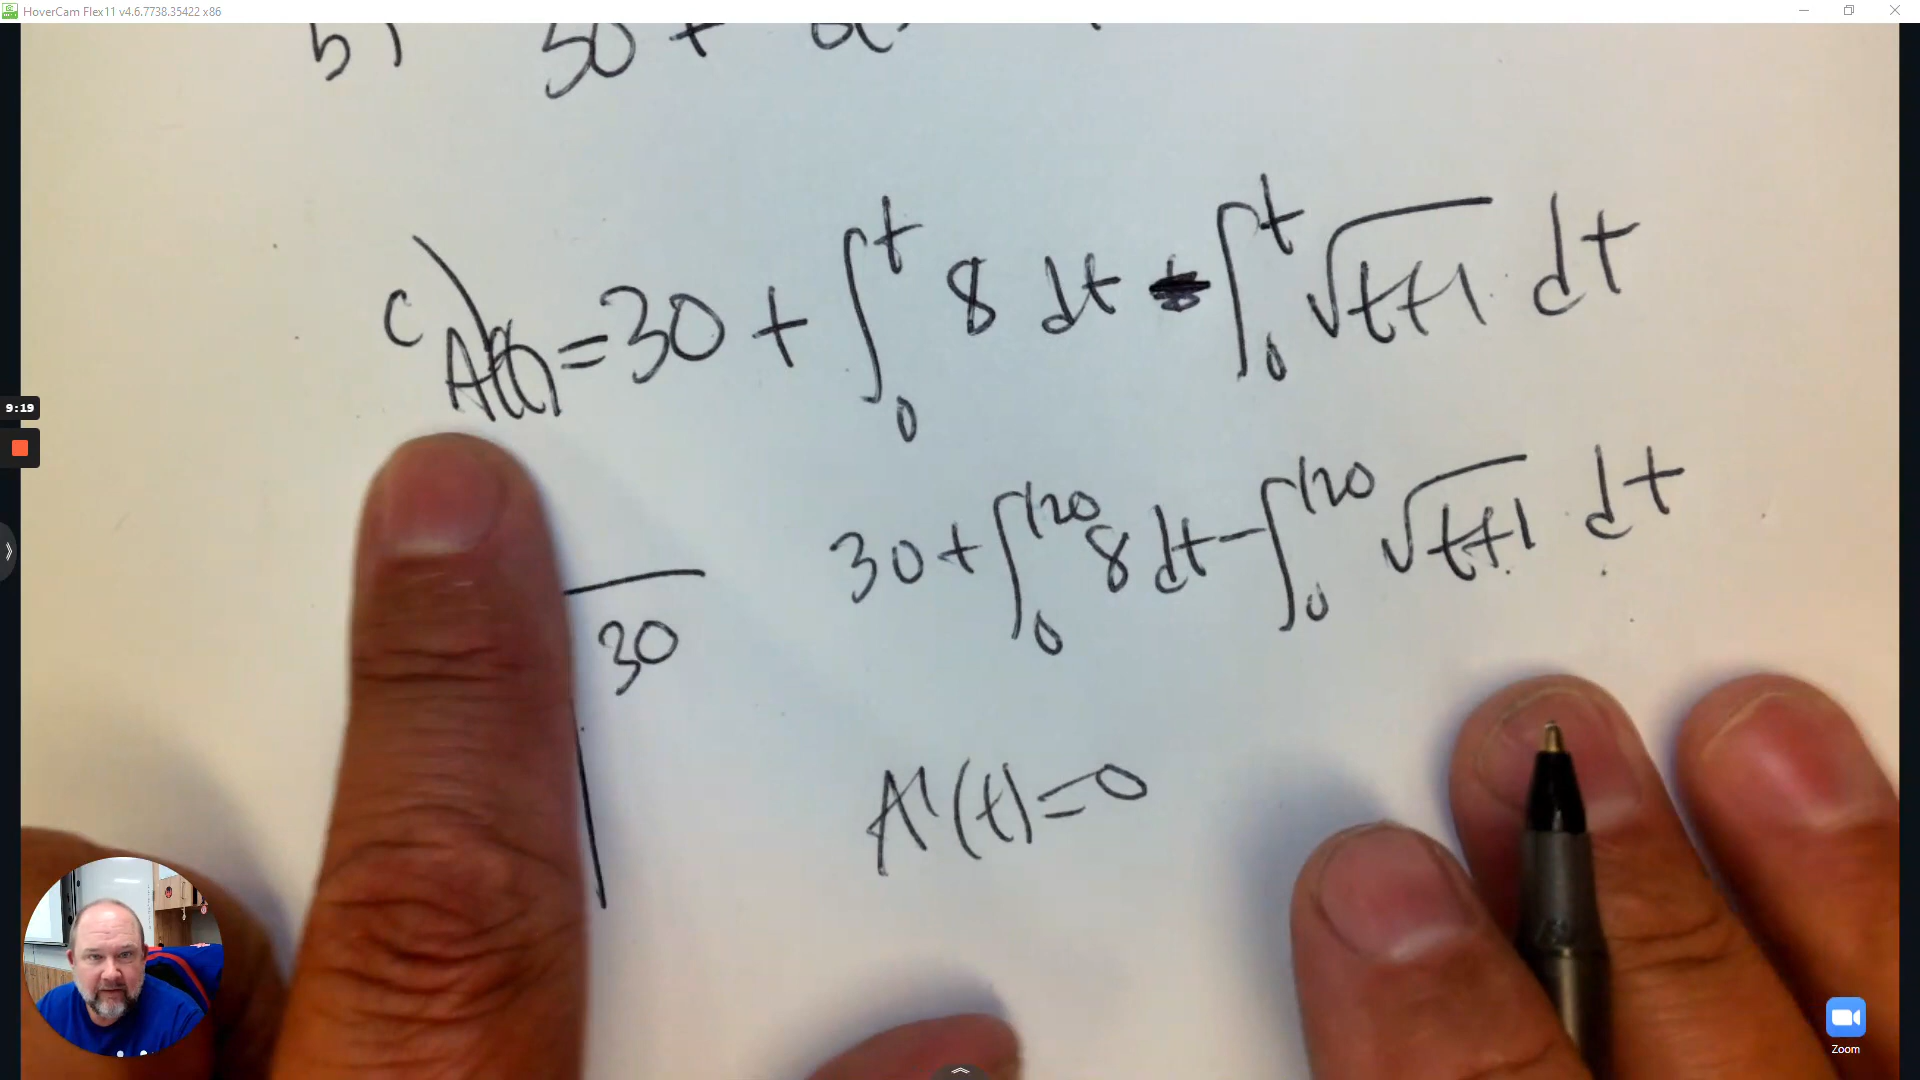 HoverCam Flex11 v4.6.7738.35422 x86
b) 30 +
c) A(t) = 30 + ∫₀ᵗ 8 dt - ∫₀ᵗ √(t+1) dt
9:19
30 + ∫₀¹²⁰ 8 dt - ∫₀¹²⁰ √(t+1) dt
30
A'(t) = 0
Zoom